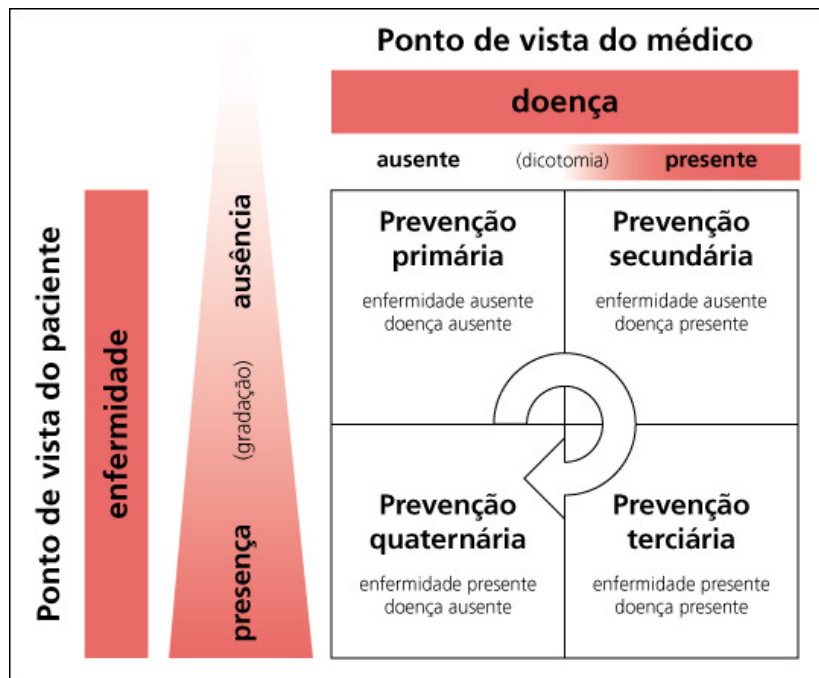 Ponto de vista do médico
doença
ausente (dicotomia) presente
Ponto de vista do paciente
enfermidade
ausência
(gradação)
presença
Prevenção
primária
enfermidade ausente
doença ausente
Prevenção
secundária
enfermidade ausente
doença presente
Prevenção
quaternária
enfermidade presente
doença ausente
Prevenção
terciária
enfermidade presente
doença presente